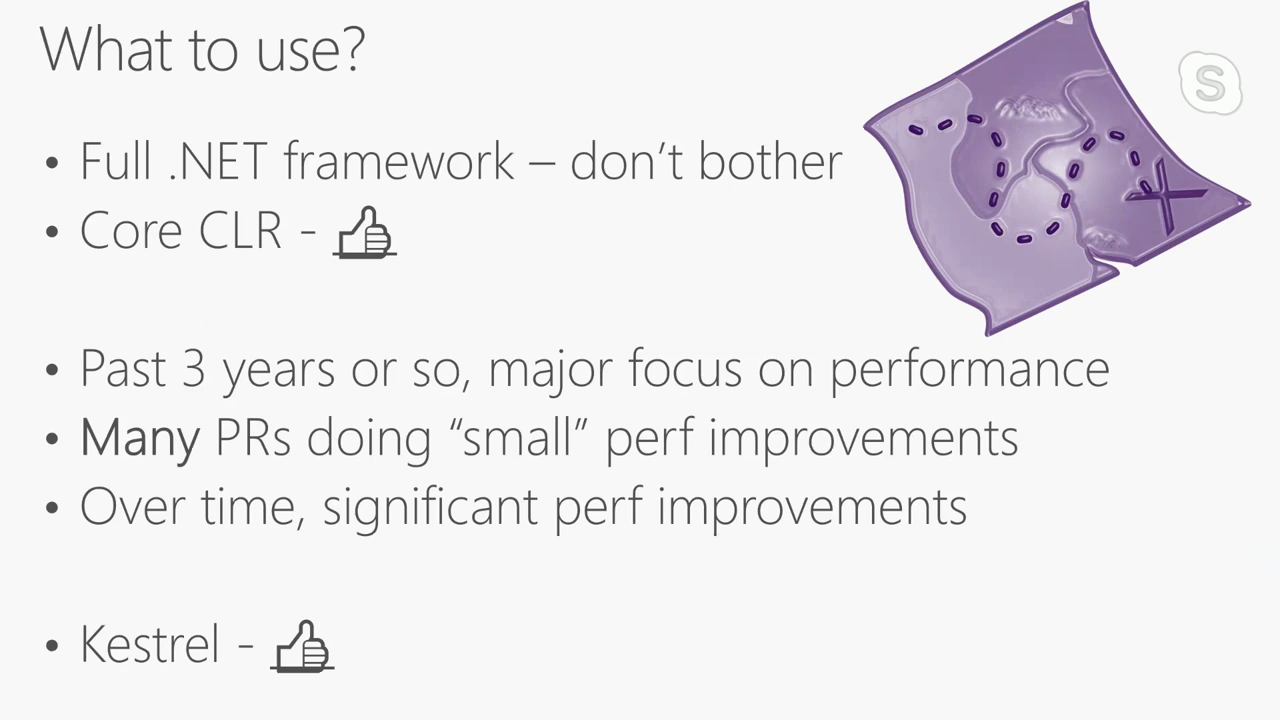 What to use?
• Full .NET framework – don’t bother
• Core CLR - 👍
• Past 3 years or so, major focus on performance
• Many PRs doing “small” perf improvements
• Over time, significant perf improvements
• Kestrel - 👍
S